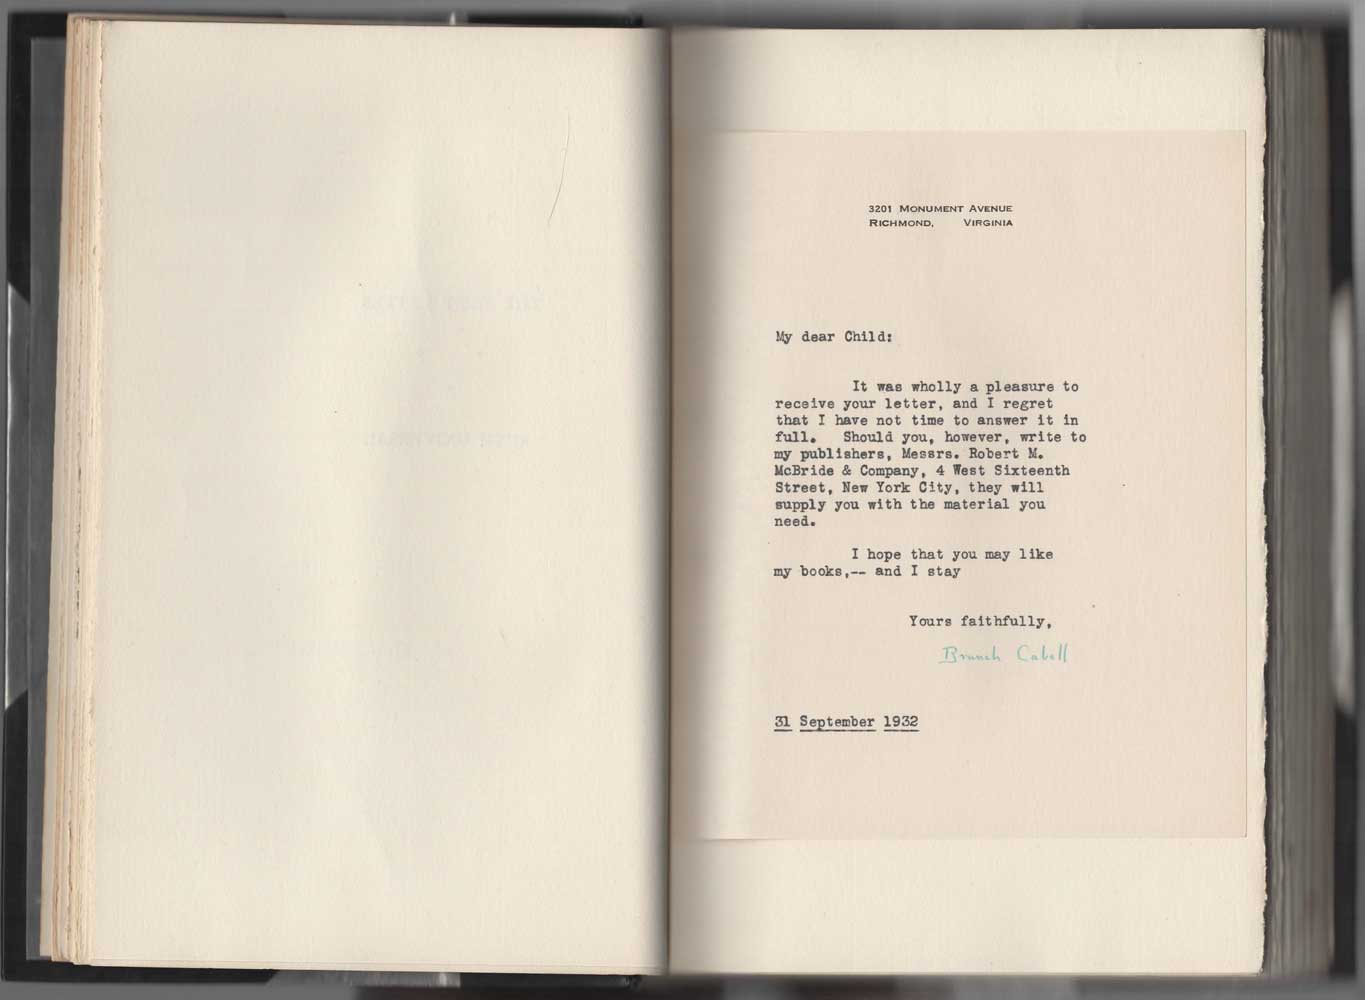 3201 MONUMENT AVENUE
RICHMOND, VIRGINIA
My dear Child:
It was wholly a pleasure to
receive your letter, and I regret
that I have not time to answer it in
full. Should you, however, write to
my publishers, Messrs. Robert M.
McBride & Company, 4 West Sixteenth
Street, New York City, they will
supply you with the material you
need.
I hope that you may like
my books,-- and I stay
Yours faithfully,
Branch Cabell
31 September 1932